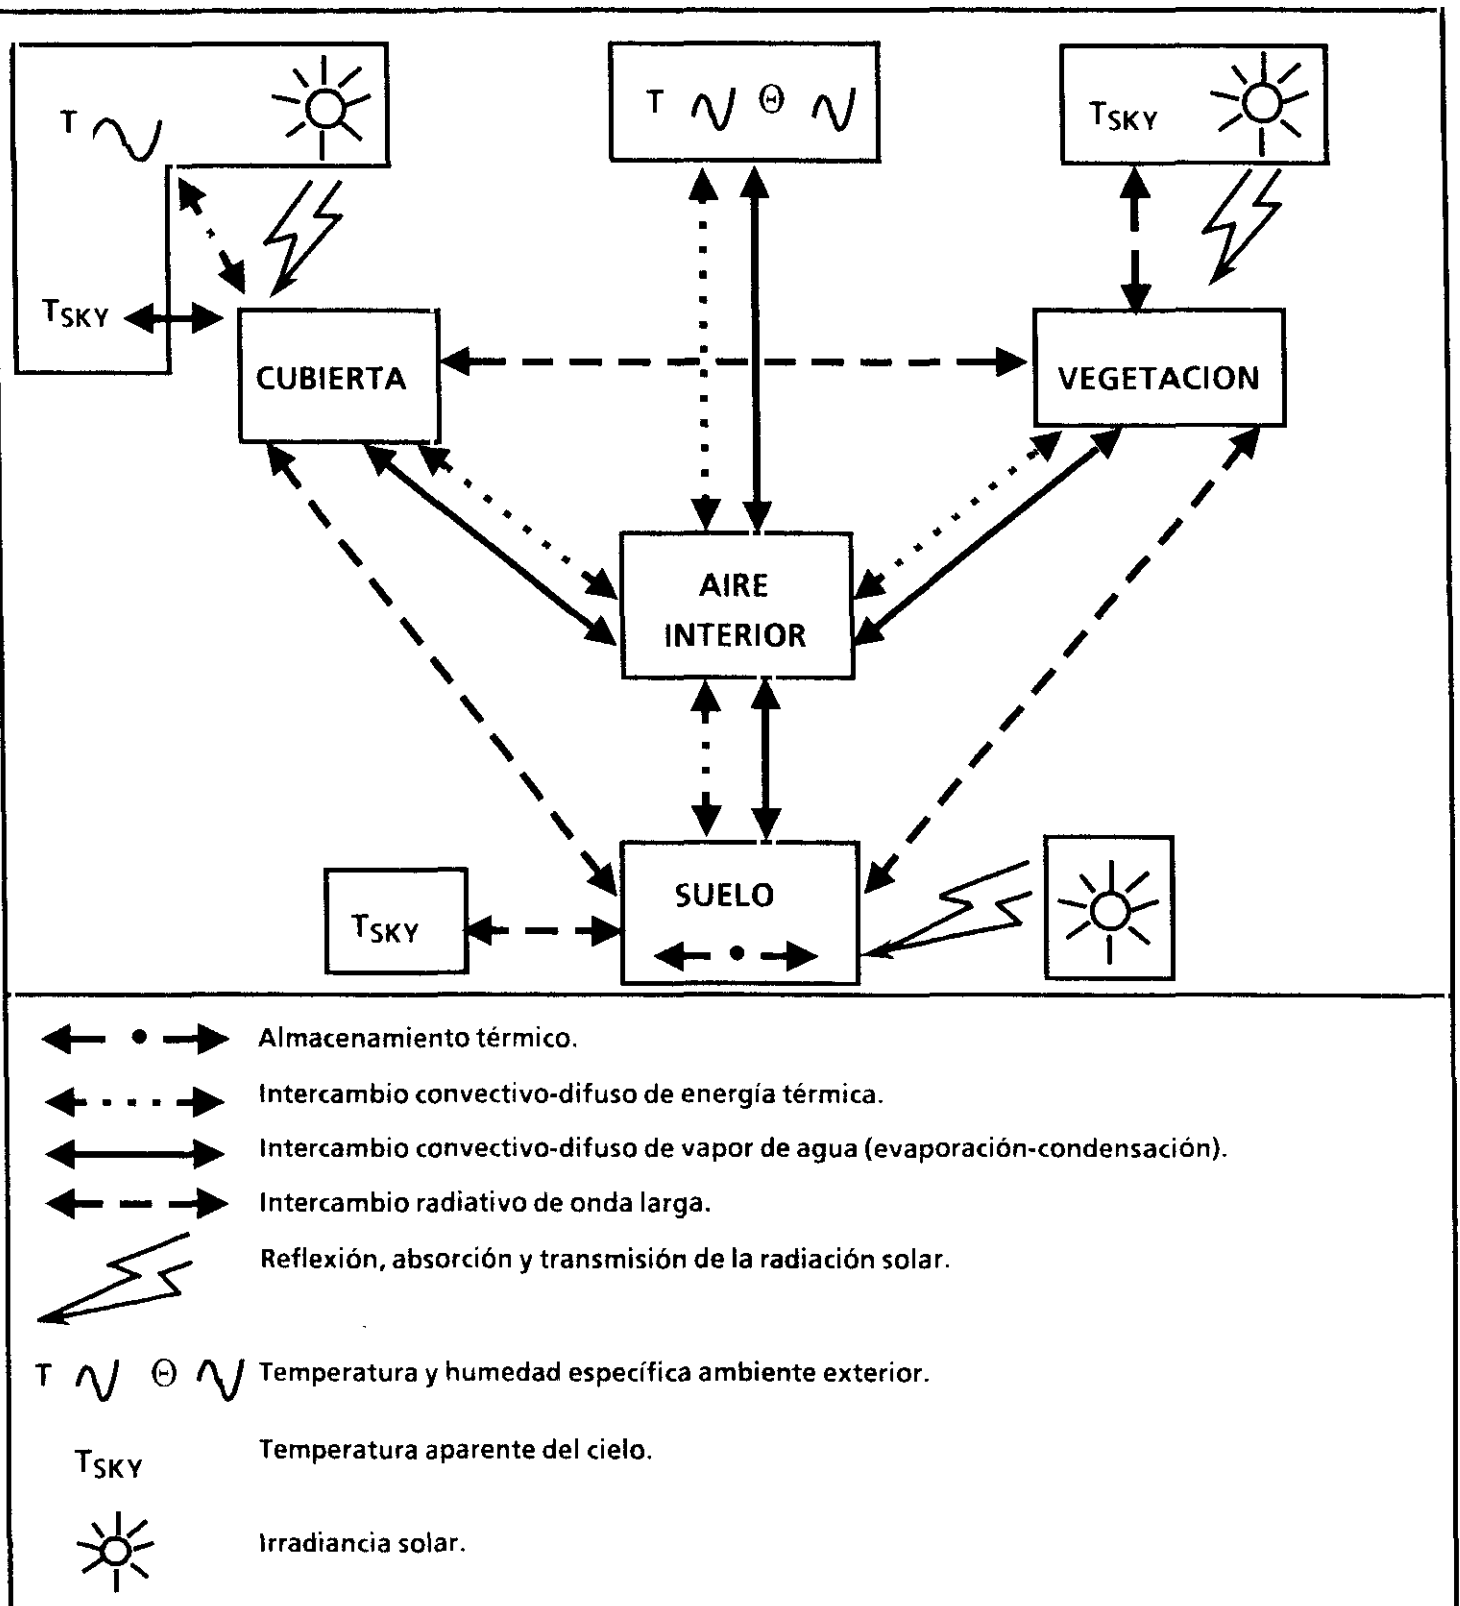 T
T Θ
TSKY
TSKY
CUBIERTA
VEGETACION
AIRE
INTERIOR
SUELO
TSKY
Almacenamiento térmico.
Intercambio convectivo-difuso de energía térmica.
Intercambio convectivo-difuso de vapor de agua (evaporación-condensación).
Intercambio radiativo de onda larga.
Reflexión, absorción y transmisión de la radiación solar.
T Θ Temperatura y humedad específica ambiente exterior.
TSKY Temperatura aparente del cielo.
Irradiancia solar.